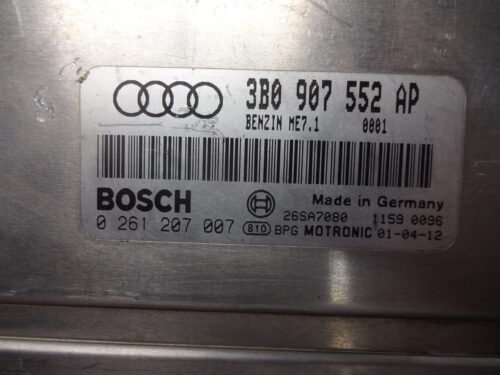 3B0 907 552 AP
BENZIN ME7.1 0001
BOSCH
Made in Germany
26SA7080 1159 0096
0 261 207 007 810 BPG MOTRONIC 01-04-12